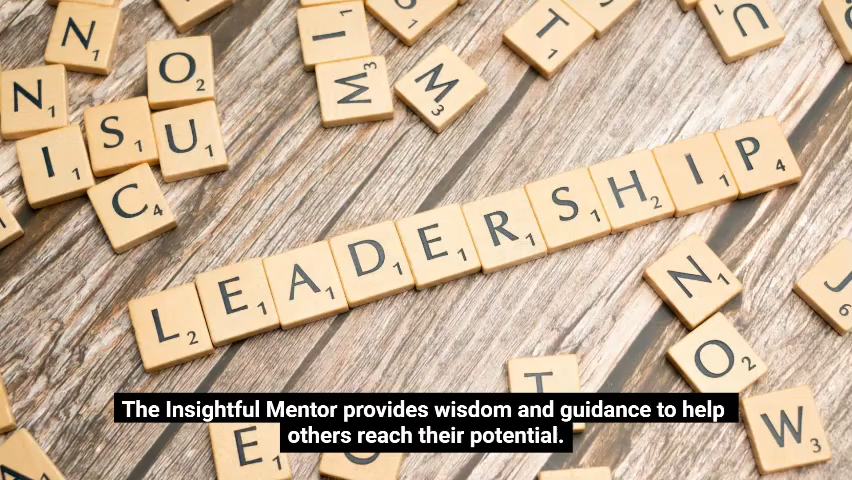 LEADERSHIP
N
N
O
S
U
I
C
I
M
M
T
U
N
O
J
W
T
E
The Insightful Mentor provides wisdom and guidance to help
others reach their potential.